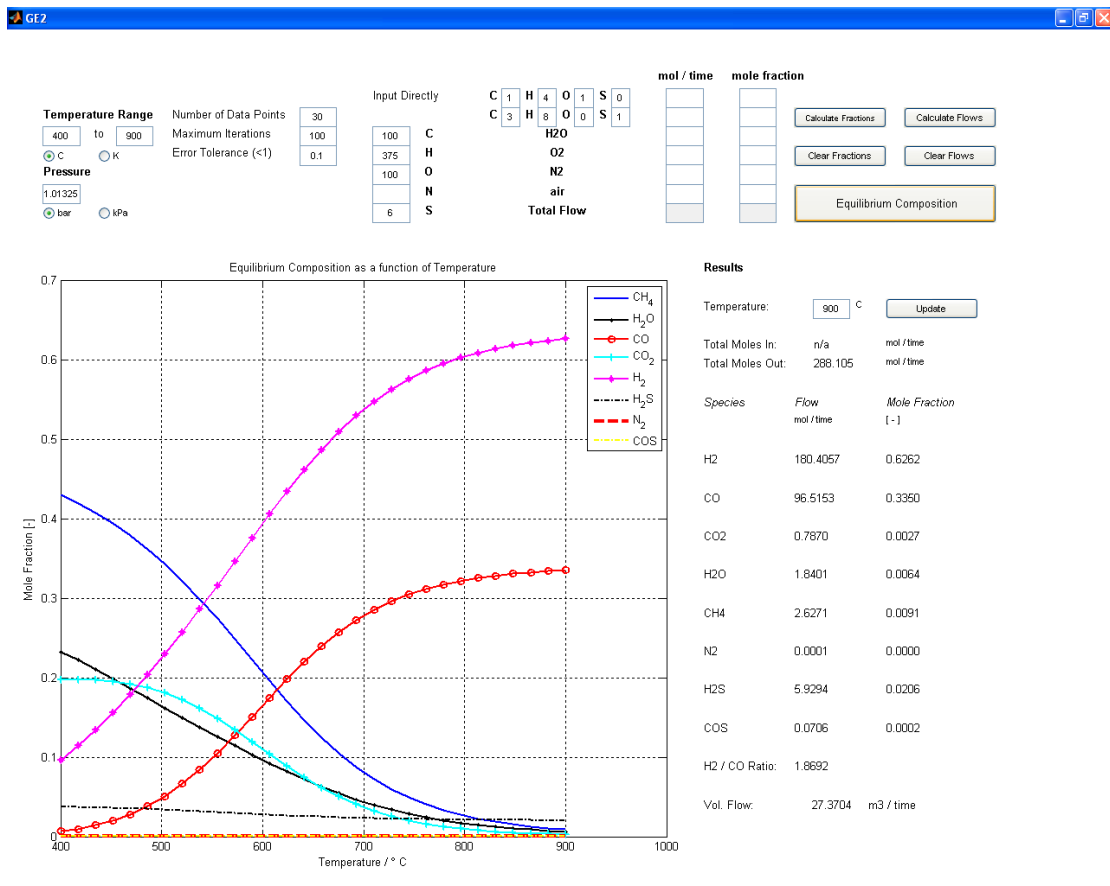 GE2
mol / time mole fraction
Input Directly C 1 H 4 O 1 S 0
C 3 H 8 O 0 S 1
Temperature Range
400 to 900
C K
Pressure
1.01325
bar kPa
Number of Data Points 30
Maximum Iterations 100
Error Tolerance (<1) 0.1
100 C H2O
375 H O2
100 O N2
N air
6 S Total Flow
Calculate Fractions Calculate Flows
Clear Fractions Clear Flows
Equilibrium Composition
Equilibrium Composition as a function of Temperature
0.7
0.6
0.5
0.4
0.3
0.2
0.1
0
Mole Fraction [-]
400 500 600 700 800 900 1000
Temperature / ° C
CH4
H2O
CO
CO2
H2
H2S
N2
COS
Results
Temperature: 900 C Update
Total Moles In: n/a mol / time
Total Moles Out: 288.105 mol / time
Species Flow Mole Fraction
mol / time [ - ]
H2 180.4057 0.6262
CO 96.5153 0.3350
CO2 0.7870 0.0027
H2O 1.8401 0.0064
CH4 2.6271 0.0091
N2 0.0001 0.0000
H2S 5.9294 0.0206
COS 0.0706 0.0002
H2 / CO Ratio: 1.8692
Vol. Flow: 27.3704 m3 / time